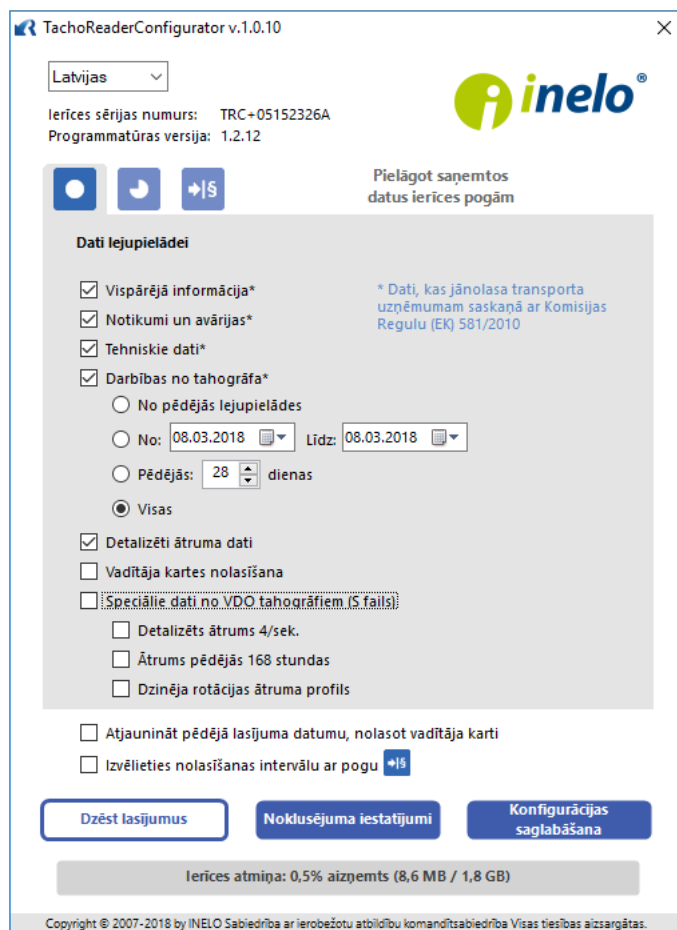 TachoReaderConfigurator v.1.0.10
Latvijas
inelo®
Ierīces sērijas numurs: TRC+05152326A
Programmatūras versija: 1.2.12
Pielāgot saņemtos
datus ierīces pogām
Dati lejupielādei
Vispārējā informācija*
* Dati, kas jānolasa transporta
uzņēmumam saskaņā ar Komisijas
Regulu (EK) 581/2010
Notikumi un avārijas*
Tehniskie dati*
Darbības no tahogrāfa*
No pēdējās lejupielādes
No: 08.03.2018 Līdz: 08.03.2018
Pēdējās: 28 dienas
Visas
Detalizēti ātruma dati
Vadītāja kartes nolasīšana
Speciālie dati no VDO tahogrāfiem (S fails)
Detalizēts ātrums 4/sek.
Ātrums pēdējās 168 stundas
Dzinēja rotācijas ātruma profils
Atjaunināt pēdējā lasījuma datumu, nolasot vadītāja karti
Izvēlieties nolasīšanas intervālu ar pogu
Dzēst lasījumus
Noklusējuma iestatījumi
Konfigurācijas
saglabāšana
Ierīces atmiņa: 0,5% aizņemts (8,6 MB / 1,8 GB)
Copyright © 2007-2018 by INELO Sabiedrība ar ierobežotu atbildību komandītsabiedrība Visas tiesības aizsargātas.